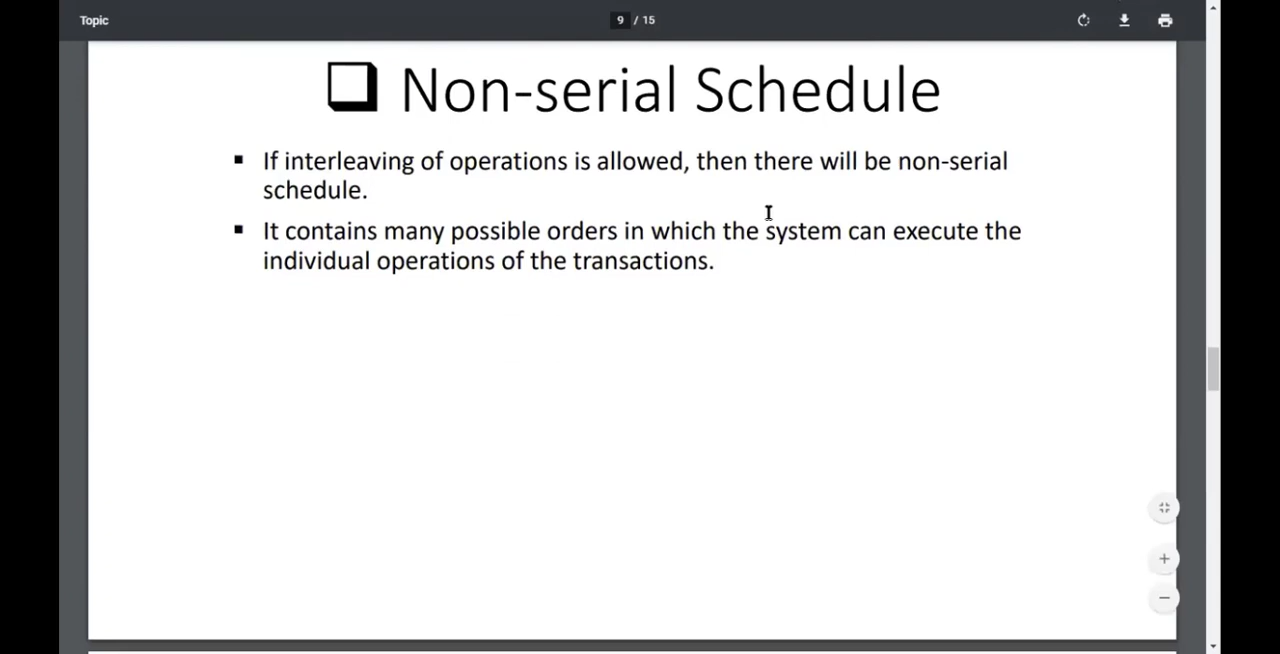 Topic
9 / 15
Non-serial Schedule
If interleaving of operations is allowed, then there will be non-serial
schedule.
It contains many possible orders in which the system can execute the
individual operations of the transactions.